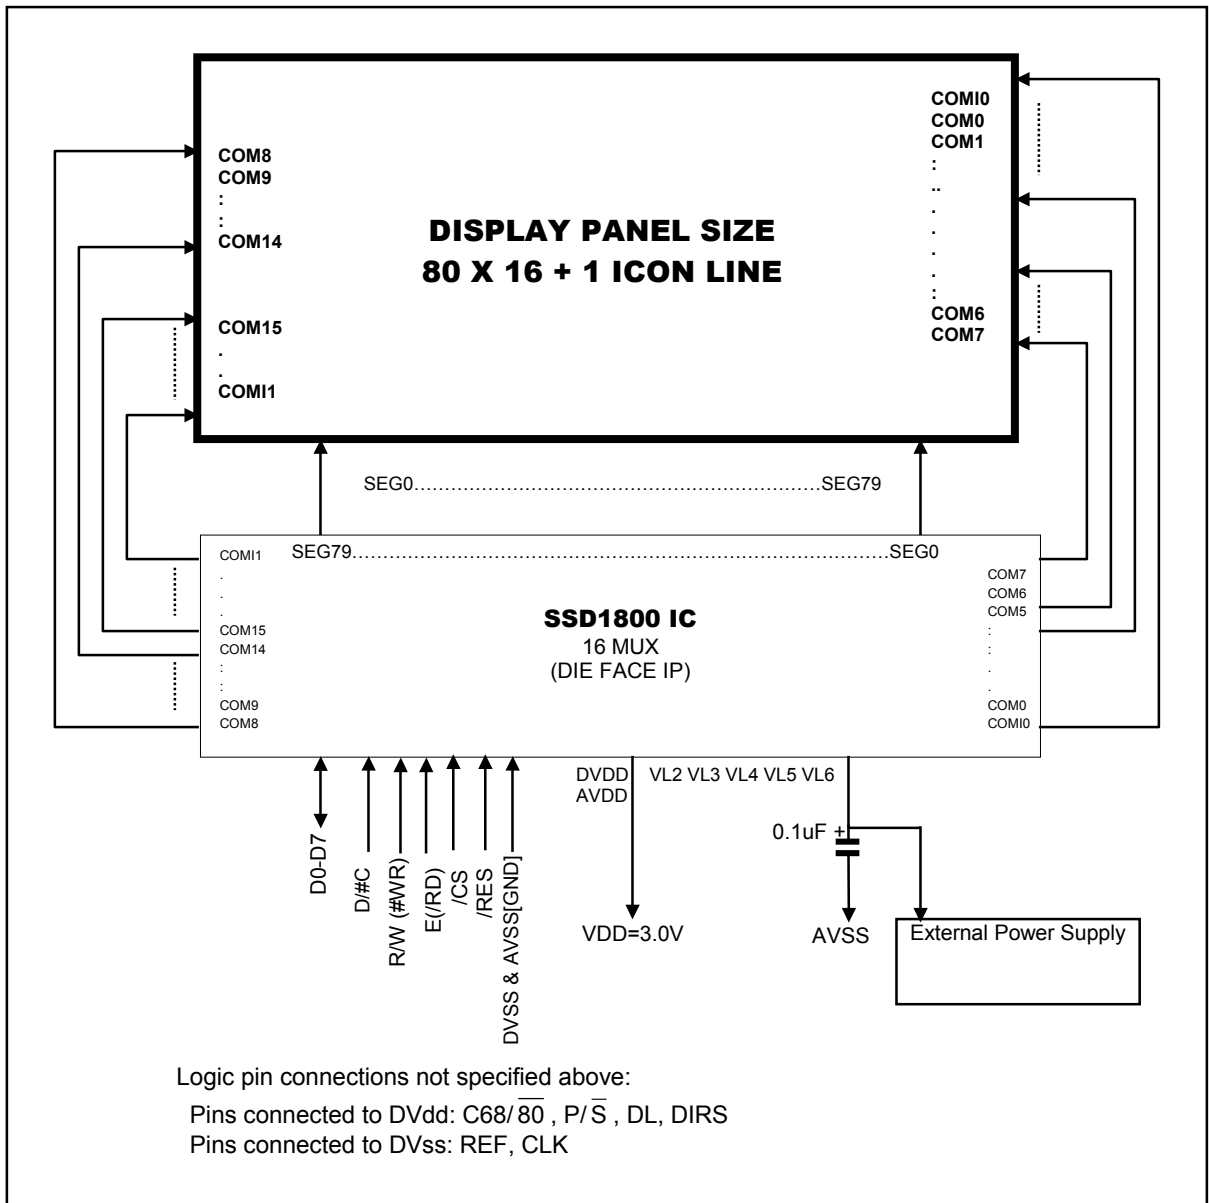 COMI0
COM0
COM1
:
..
.
.
.
.
:
COM6
COM7
COM8
COM9
:
:
COM14
COM15
.
.
COMI1
DISPLAY PANEL SIZE
80 X 16 + 1 ICON LINE
SEG0..............................................................SEG79
SEG79..................................................................................SEG0
COMI1
.
.
.
COM15
COM14
:
:
COM9
COM8
SSD1800 IC
16 MUX
(DIE FACE IP)
COM7
COM6
COM5
:
:
.
.
COM0
COMI0
DVDD
AVDD
VL2 VL3 VL4 VL5 VL6
0.1uF +
D0-D7
D/#C
R/W (#WR)
E(/RD)
/CS
/RES
DVSS & AVSS[GND]
VDD=3.0V
AVSS
External Power Supply
Logic pin connections not specified above:
Pins connected to DVdd: C68/8̅0̅ , P/S̅ , DL, DIRS
Pins connected to DVss: REF, CLK